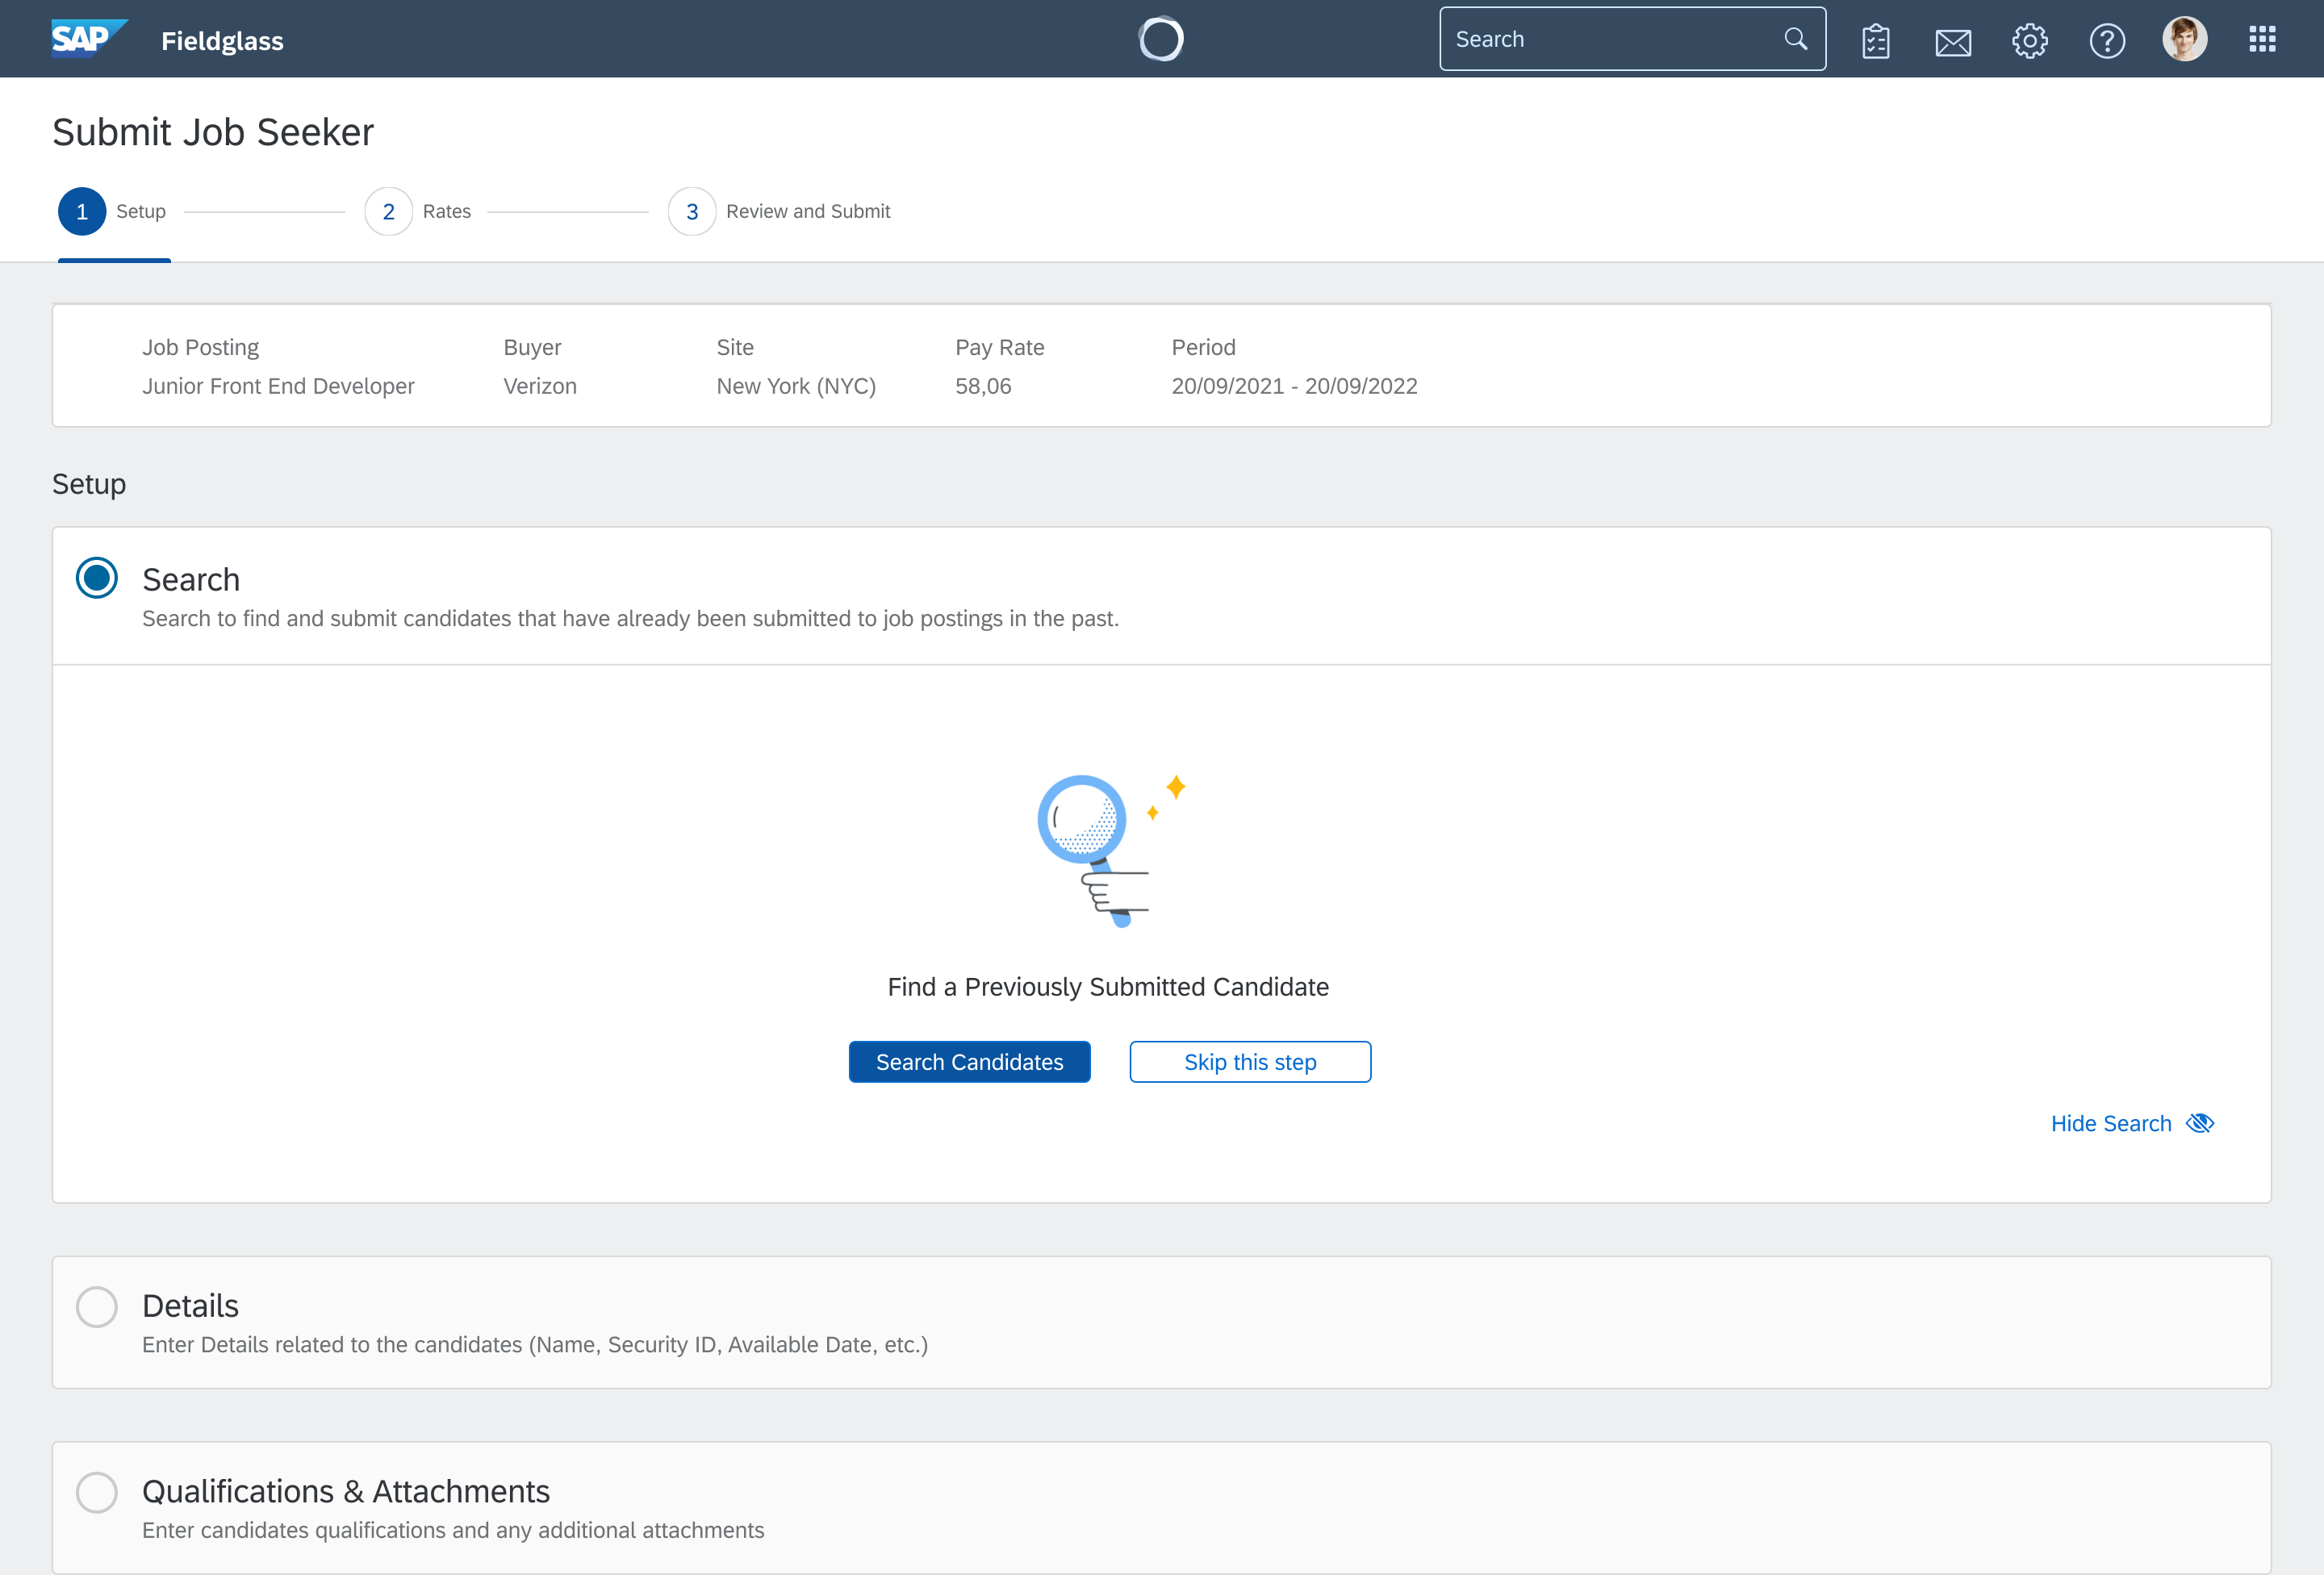 SAP Fieldglass Search
Submit Job Seeker
1 Setup 2 Rates 3 Review and Submit
Job Posting Buyer Site Pay Rate Period
Junior Front End Developer Verizon New York (NYC) 58,06 20/09/2021 - 20/09/2022
Setup
Search
Search to find and submit candidates that have already been submitted to job postings in the past.
Find a Previously Submitted Candidate
Search Candidates Skip this step
Hide Search
Details
Enter Details related to the candidates (Name, Security ID, Available Date, etc.)
Qualifications & Attachments
Enter candidates qualifications and any additional attachments